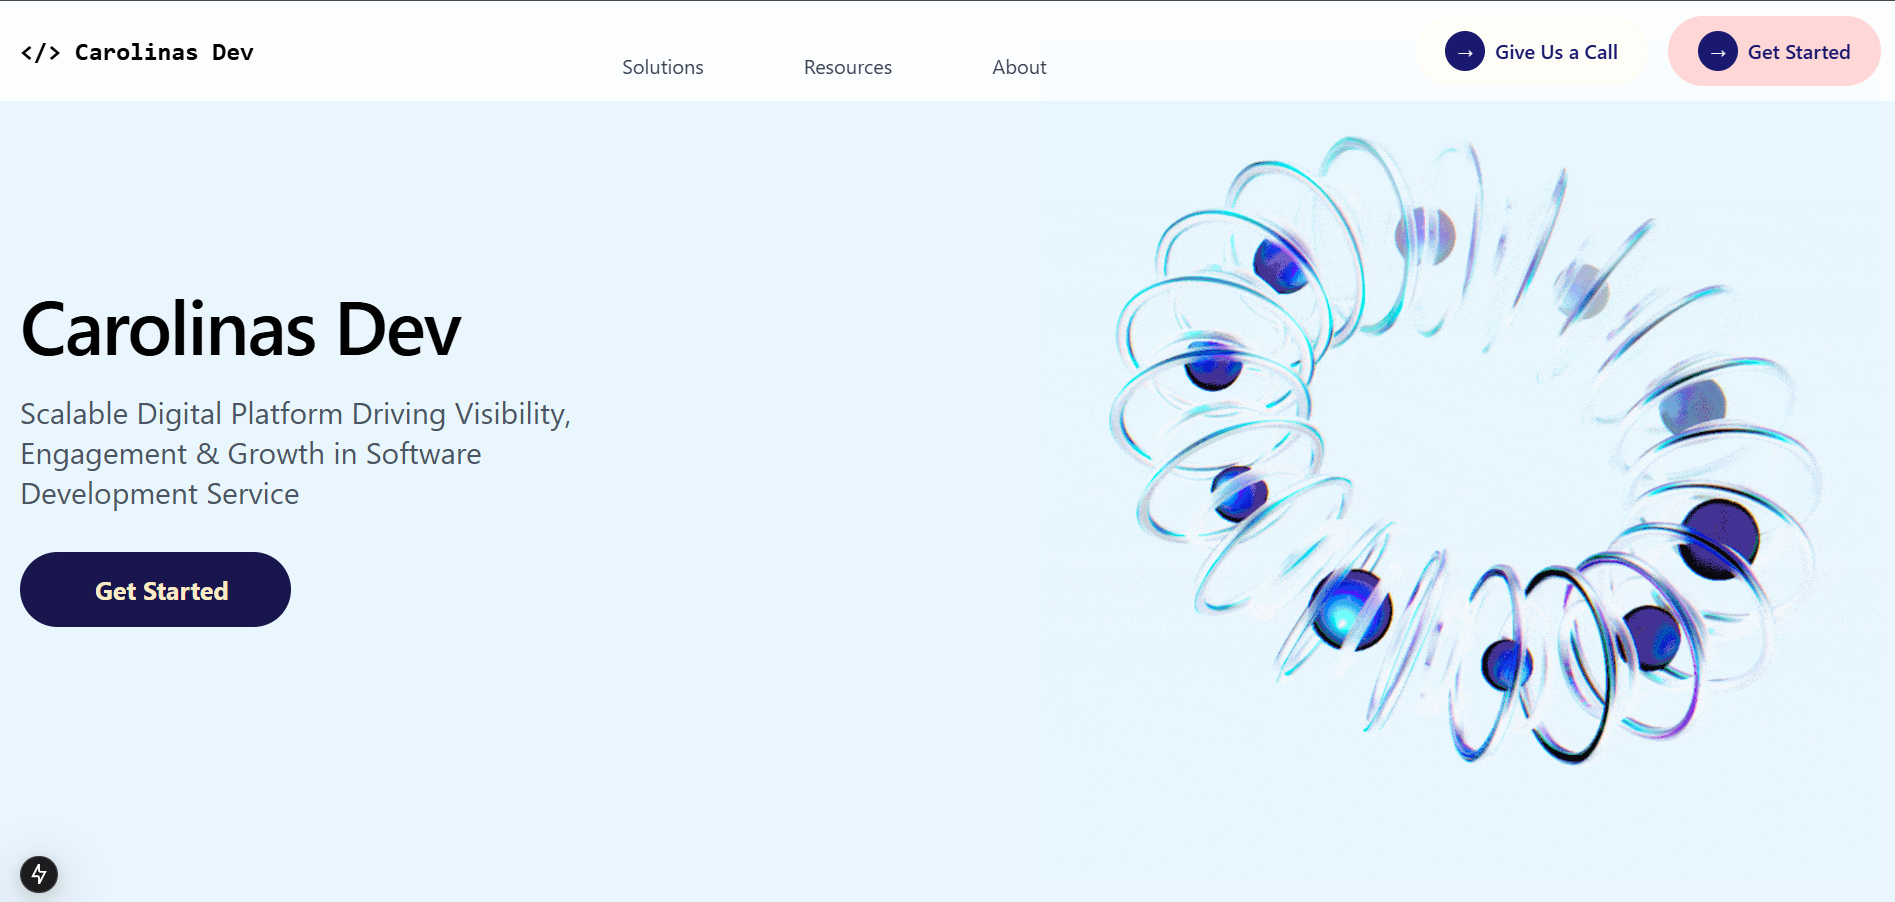 </> Carolinas Dev
Solutions
Resources
About
→ Give Us a Call
→ Get Started
Carolinas Dev
Scalable Digital Platform Driving Visibility,
Engagement & Growth in Software
Development Service
Get Started